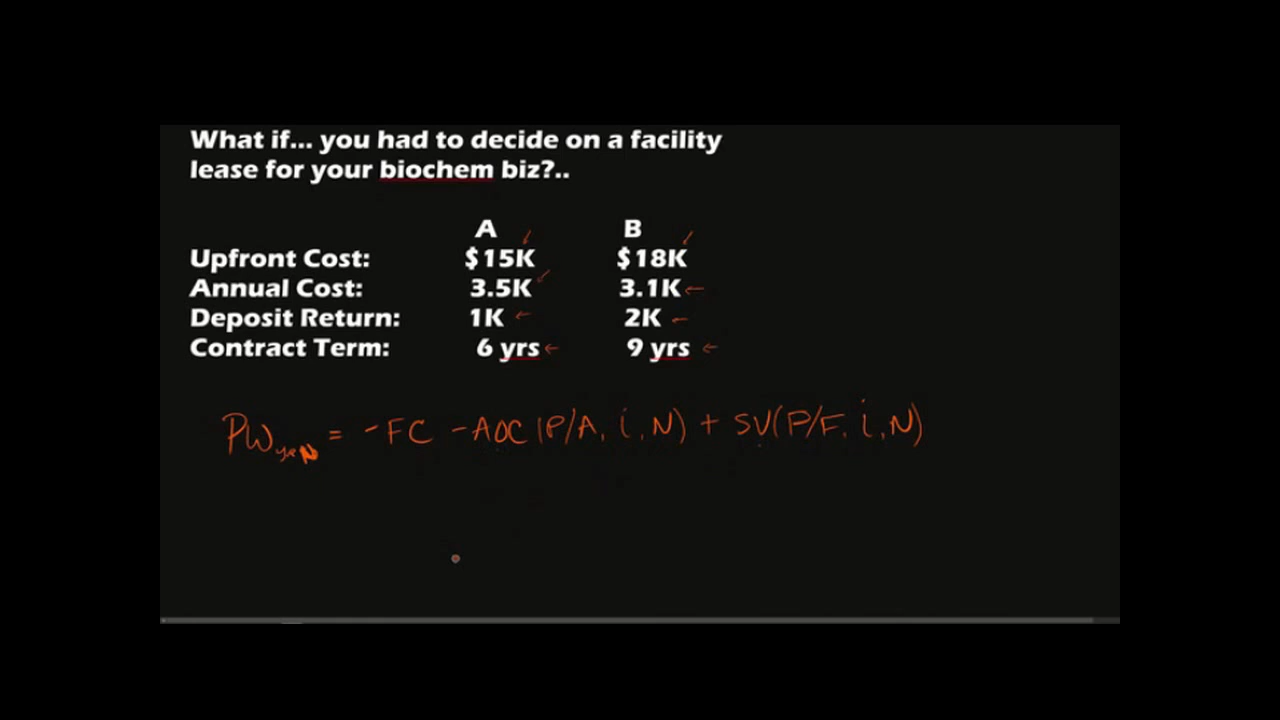 What if... you had to decide on a facility
lease for your biochem biz?..
A B
Upfront Cost: $15K $18K
Annual Cost: 3.5K 3.1K
Deposit Return: 1K 2K
Contract Term: 6 yrs 9 yrs
PW = -FC -AOC (P/A, i, N) + SV(P/F, i, N)